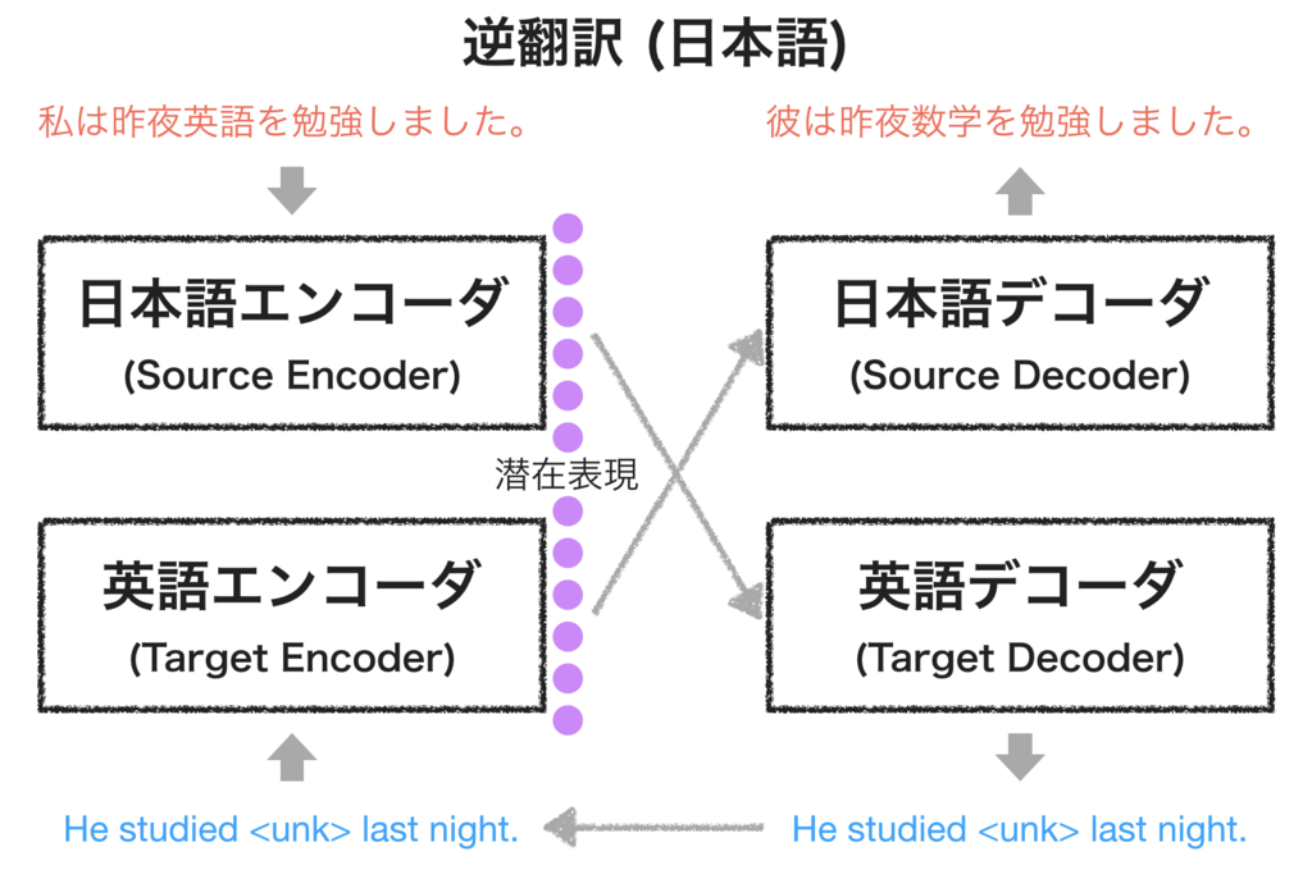 逆翻訳 (日本語)
私は昨夜英語を勉強しました。
彼は昨夜数学を勉強しました。
日本語エンコーダ
(Source Encoder)
日本語デコーダ
(Source Decoder)
潜在表現
英語エンコーダ
(Target Encoder)
英語デコーダ
(Target Decoder)
He studied <unk> last night.
He studied <unk> last night.